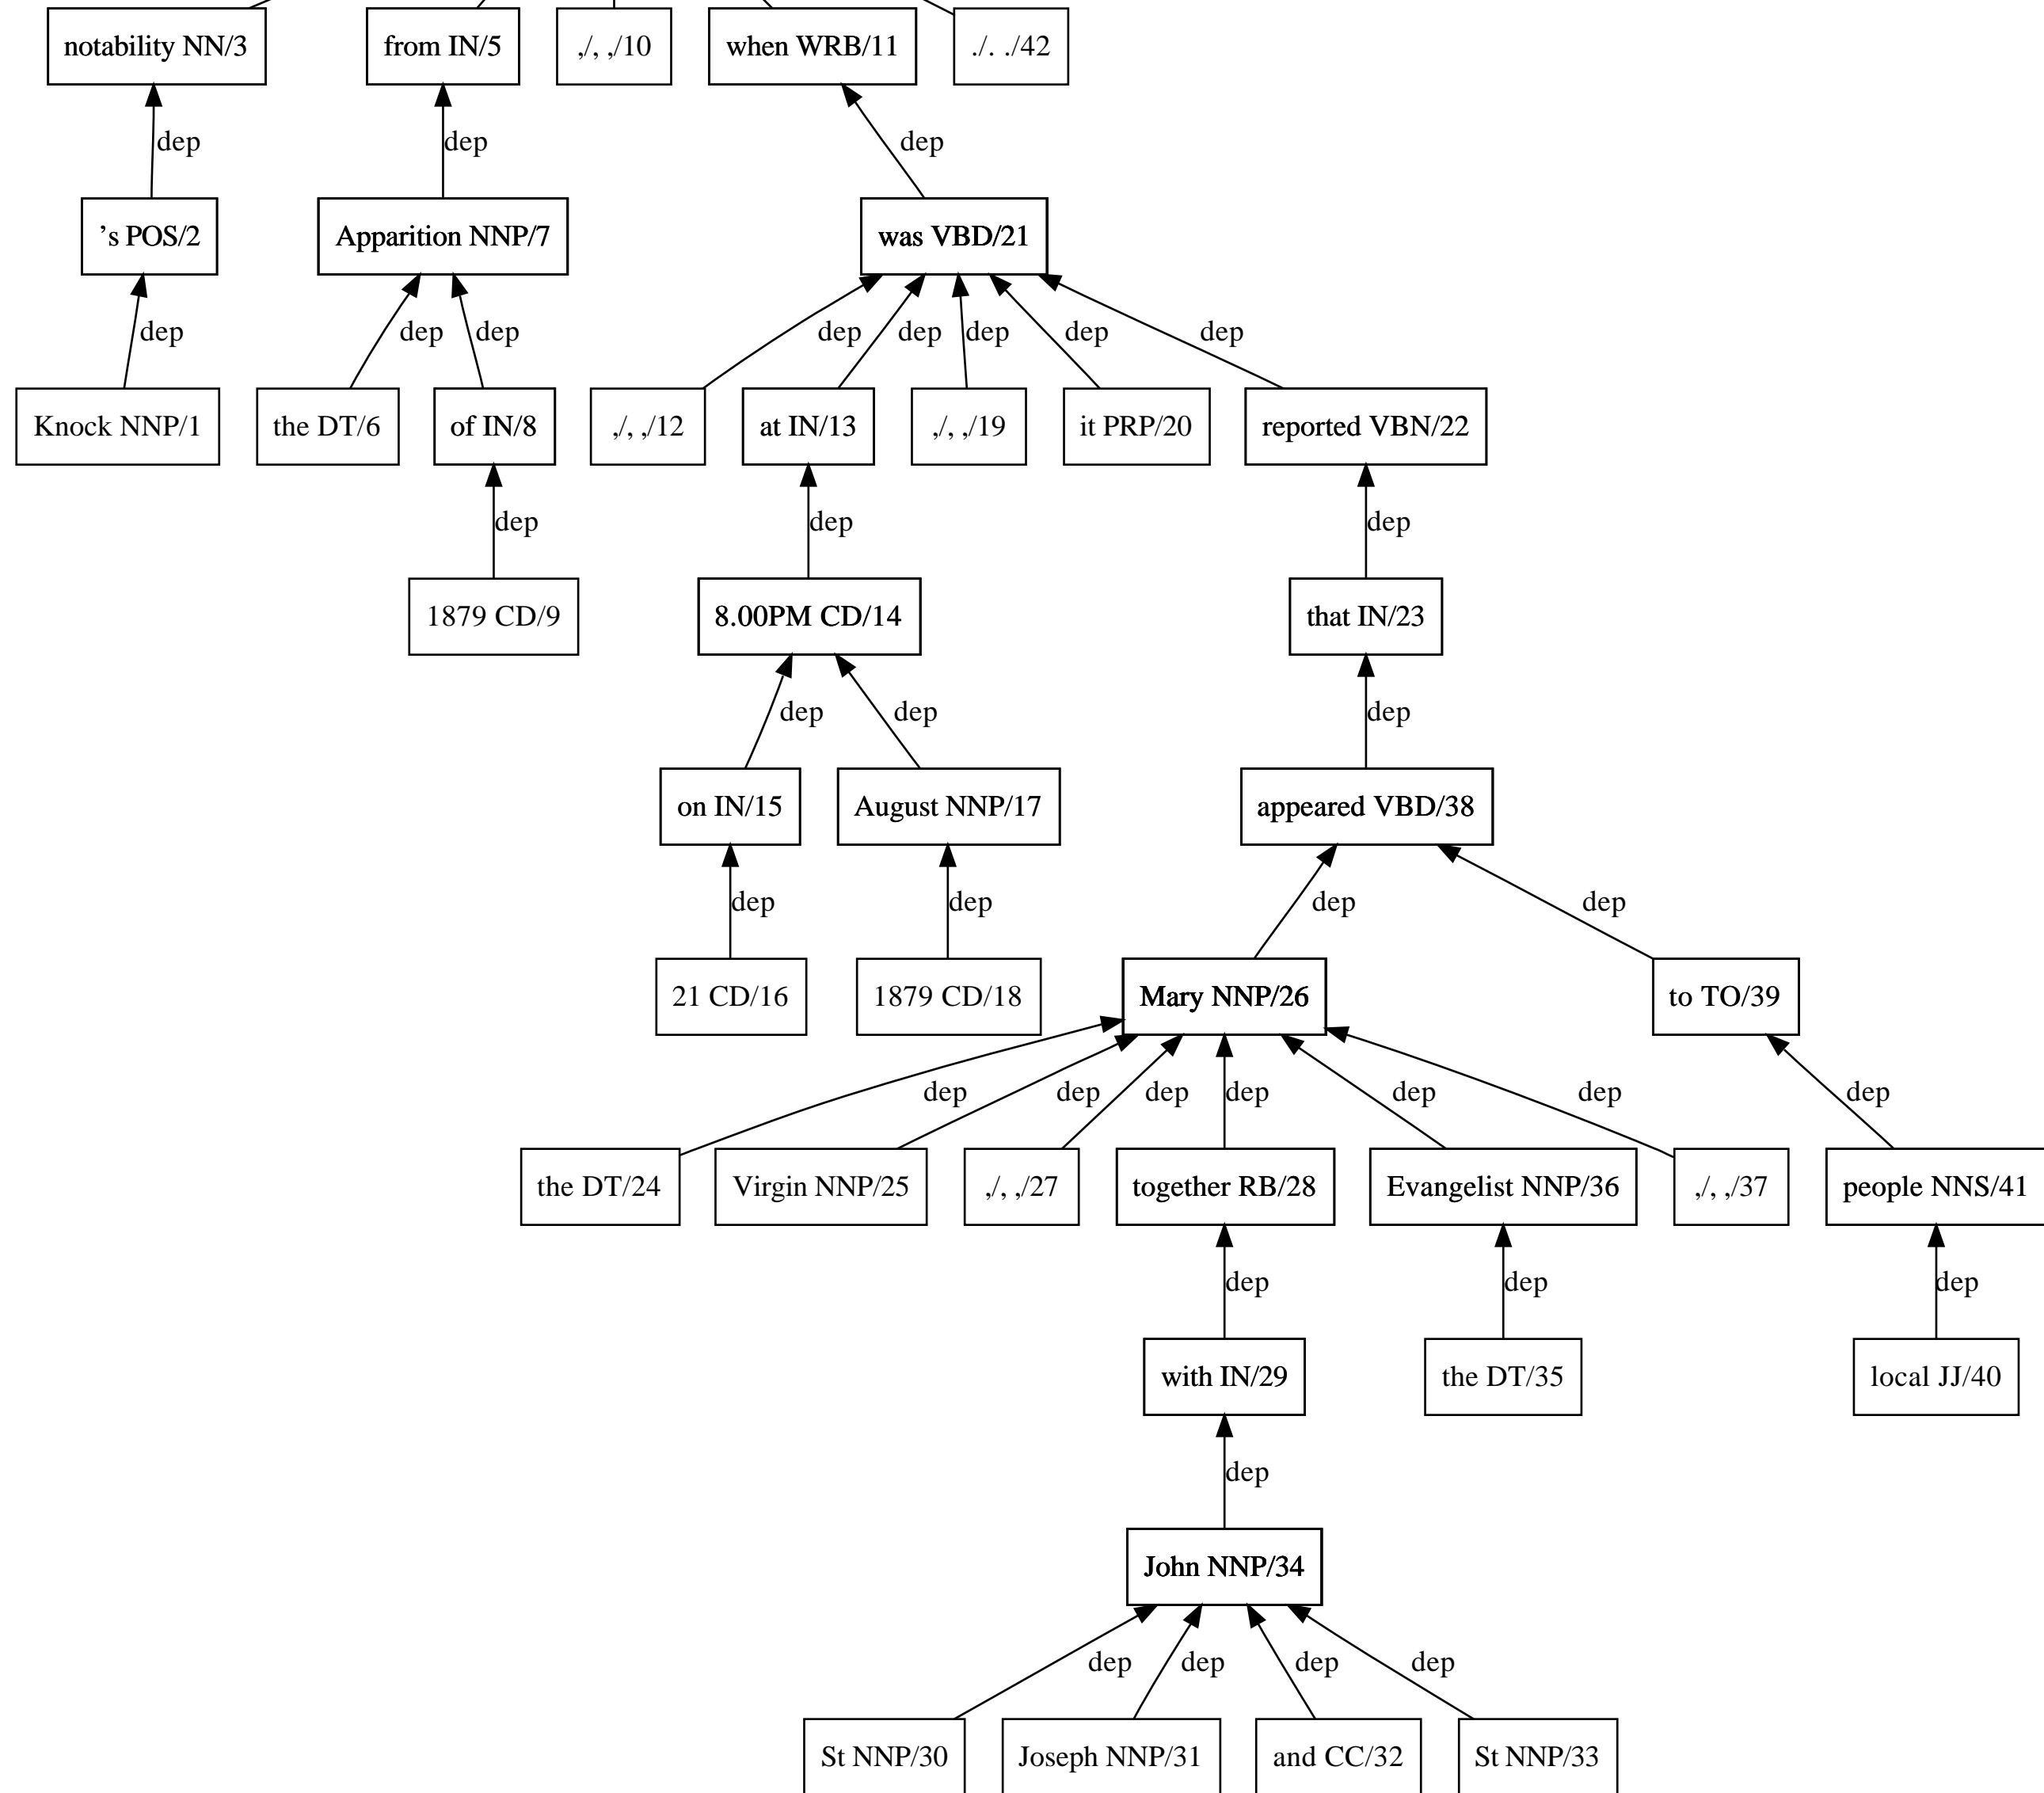 notability NN/3 from IN/5 ,/, ,/10 when WRB/11 ./. ./42
dep dep dep
's POS/2 Apparition NNP/7 was VBD/21
dep dep dep dep dep dep dep dep
Knock NNP/1 the DT/6 of IN/8 ,/, ,/12 at IN/13 ,/, ,/19 it PRP/20 reported VBN/22
dep dep dep
1879 CD/9 8.00PM CD/14 that IN/23
dep dep dep
on IN/15 August NNP/17 appeared VBD/38
dep dep dep dep
21 CD/16 1879 CD/18 Mary NNP/26 to TO/39
dep dep dep dep dep dep dep
the DT/24 Virgin NNP/25 ,/, ,/27 together RB/28 Evangelist NNP/36 ,/, ,/37 people NNS/41
dep dep dep
with IN/29 the DT/35 local JJ/40
dep
John NNP/34
dep dep dep dep
St NNP/30 Joseph NNP/31 and CC/32 St NNP/33